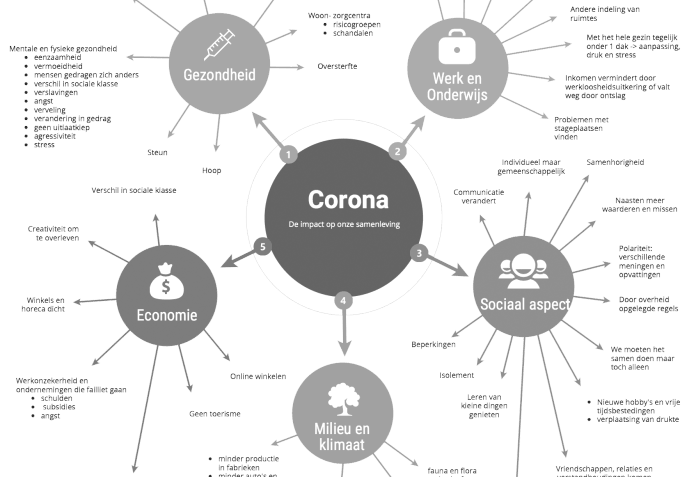 Corona
De impact op onze samenleving
1
Gezondheid
Woon- zorgcentra
risicogroepen
schandalen
Oversterfte
Mentale en fysieke gezondheid
eenzaamheid
vermoeidheid
mensen gedragen zich anders
verschil in sociale klasse
verslavingen
angst
verveling
verandering in gedrag
geen uitlaatklep
agressiviteit
stress
Steun
Hoop
2
Werk en
Onderwijs
Andere indeling van
ruimtes
Met het hele gezin tegelijk
onder 1 dak -> aanpassing,
druk en stress
Inkomen vermindert door
werkloosheidsuitkering of valt
weg door ontslag
Problemen met
stageplaatsen
vinden
3
Sociaal aspect
Communicatie
verandert
Individueel maar
gemeenschappelijk
Samenhorigheid
Naasten meer
waarderen en missen
Polariteit:
verschillende
meningen en
opvattingen
Door overheid
opgelegde regels
We moeten het
samen doen maar
toch alleen
Nieuwe hobby's en vrije
tijdsbestedingen
verplaatsing van drukte
Vriendschappen, relaties en
Leren van
kleine dingen
genieten
Isolement
Beperkingen
4
Milieu en
klimaat
minder productie
in fabrieken
minder auto's en
fauna en flora
5
Economie
$
Verschil in sociale klasse
Creativiteit om
te overleven
Winkels en
horeca dicht
Werkonzekerheid en
ondernemingen die failliet gaan
schulden
subsidies
angst
Geen toerisme
Online winkelen